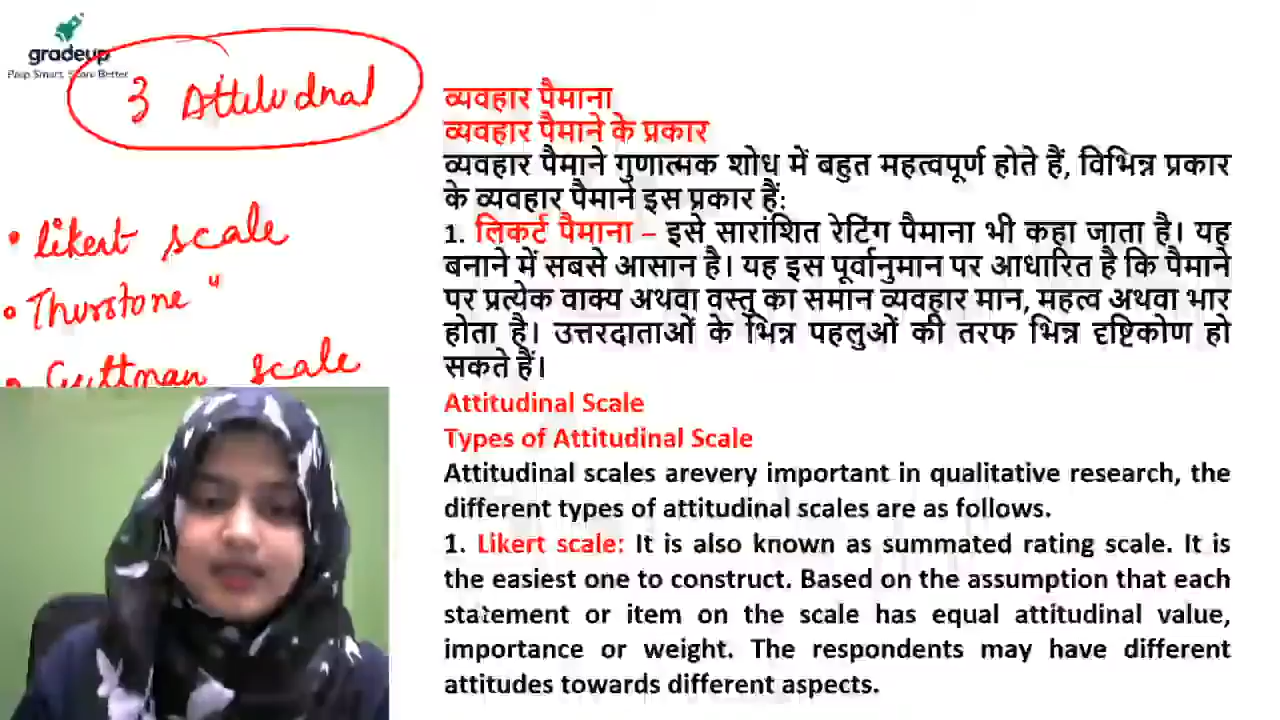 gradeup
Prep Smart, Score Better
3 Attitudnal
• likert scale
• Thurstone "
• Guttman scale
व्यवहार पैमाना
व्यवहार पैमाने के प्रकार
व्यवहार पैमाने गुणात्मक शोध में बहुत महत्वपूर्ण होते हैं, विभिन्न प्रकार
के व्यवहार पैमाने इस प्रकार हैं:
1. लिकर्ट पैमाना – इसे सारांशित रेटिंग पैमाना भी कहा जाता है। यह
बनाने में सबसे आसान है। यह इस पूर्वानुमान पर आधारित है कि पैमाने
पर प्रत्येक वाक्य अथवा वस्तु का समान व्यवहार मान, महत्व अथवा भार
होता है। उत्तरदाताओं के भिन्न पहलुओं की तरफ भिन्न दृष्टिकोण हो
सकते हैं।
Attitudinal Scale
Types of Attitudinal Scale
Attitudinal scales arevery important in qualitative research, the
different types of attitudinal scales are as follows.
1. Likert scale: It is also known as summated rating scale. It is
the easiest one to construct. Based on the assumption that each
statement or item on the scale has equal attitudinal value,
importance or weight. The respondents may have different
attitudes towards different aspects.